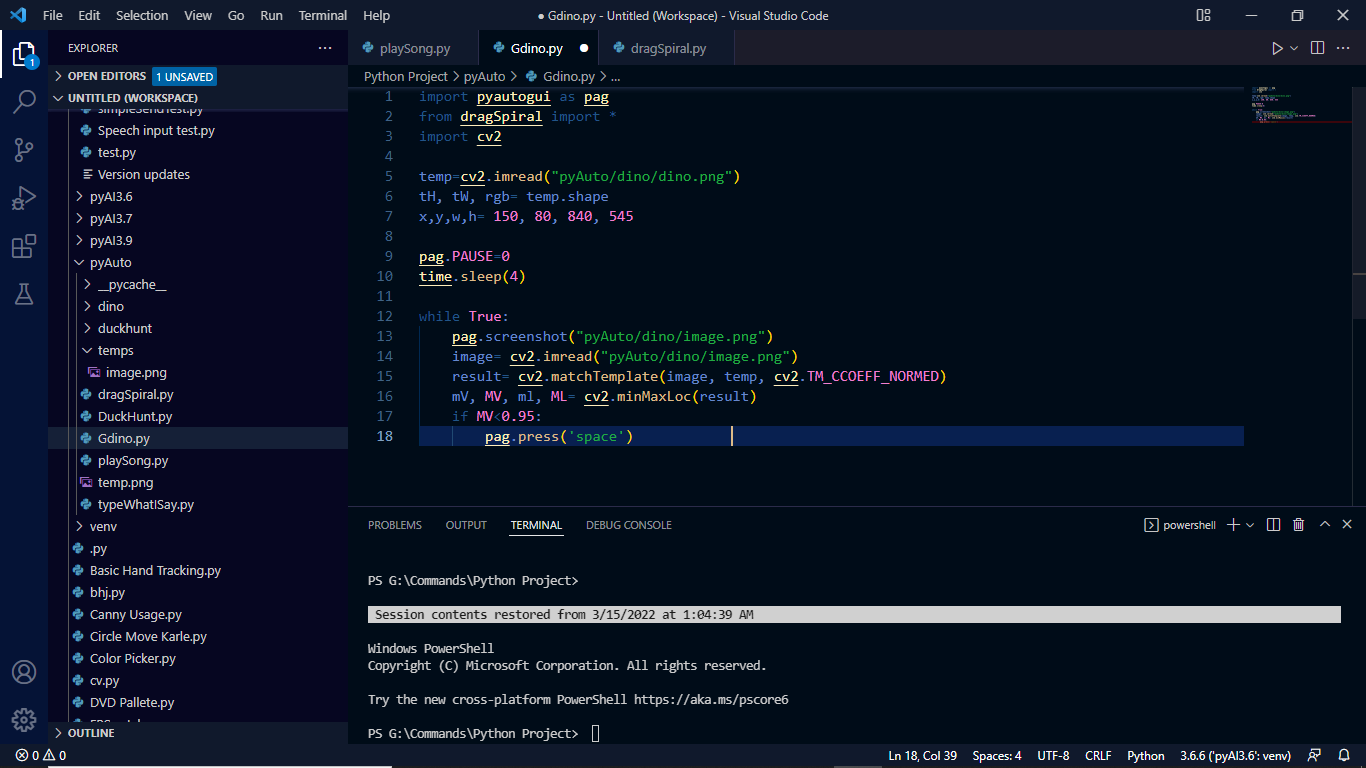 File Edit Selection View Go Run Terminal Help
● Gdino.py - Untitled (Workspace) - Visual Studio Code
EXPLORER
OPEN EDITORS 1 UNSAVED
UNTITLED (WORKSPACE)
Speech input test.py
test.py
Version updates
pyAI3.6
pyAI3.7
pyAI3.9
pyAuto
__pycache__
dino
duckhunt
temps
image.png
dragSpiral.py
DuckHunt.py
Gdino.py
playSong.py
temp.png
typeWhatISay.py
venv
.py
Basic Hand Tracking.py
bhj.py
Canny Usage.py
Circle Move Karle.py
Color Picker.py
cv.py
DVD Pallete.py
OUTLINE
1
playSong.py Gdino.py ● dragSpiral.py
Python Project > pyAuto > Gdino.py > ...
1 import pyautogui as pag
2 from dragSpiral import *
3 import cv2
4
5 temp=cv2.imread("pyAuto/dino/dino.png")
6 tH, tW, rgb= temp.shape
7 x,y,w,h= 150, 80, 840, 545
8
9 pag.PAUSE=0
10 time.sleep(4)
11
12 while True:
13     pag.screenshot("pyAuto/dino/image.png")
14     image= cv2.imread("pyAuto/dino/image.png")
15     result= cv2.matchTemplate(image, temp, cv2.TM_CCOEFF_NORMED)
16     mV, MV, ml, ML= cv2.minMaxLoc(result)
17     if MV<0.95:
18         pag.press('space')
PROBLEMS OUTPUT TERMINAL DEBUG CONSOLE
powershell
PS G:\Commands\Python Project>
Session contents restored from 3/15/2022 at 1:04:39 AM
Windows PowerShell
Copyright (C) Microsoft Corporation. All rights reserved.
Try the new cross-platform PowerShell https://aka.ms/pscore6
PS G:\Commands\Python Project>
0 0
Ln 18, Col 39 Spaces: 4 UTF-8 CRLF Python 3.6.6 ('pyAI3.6': venv)